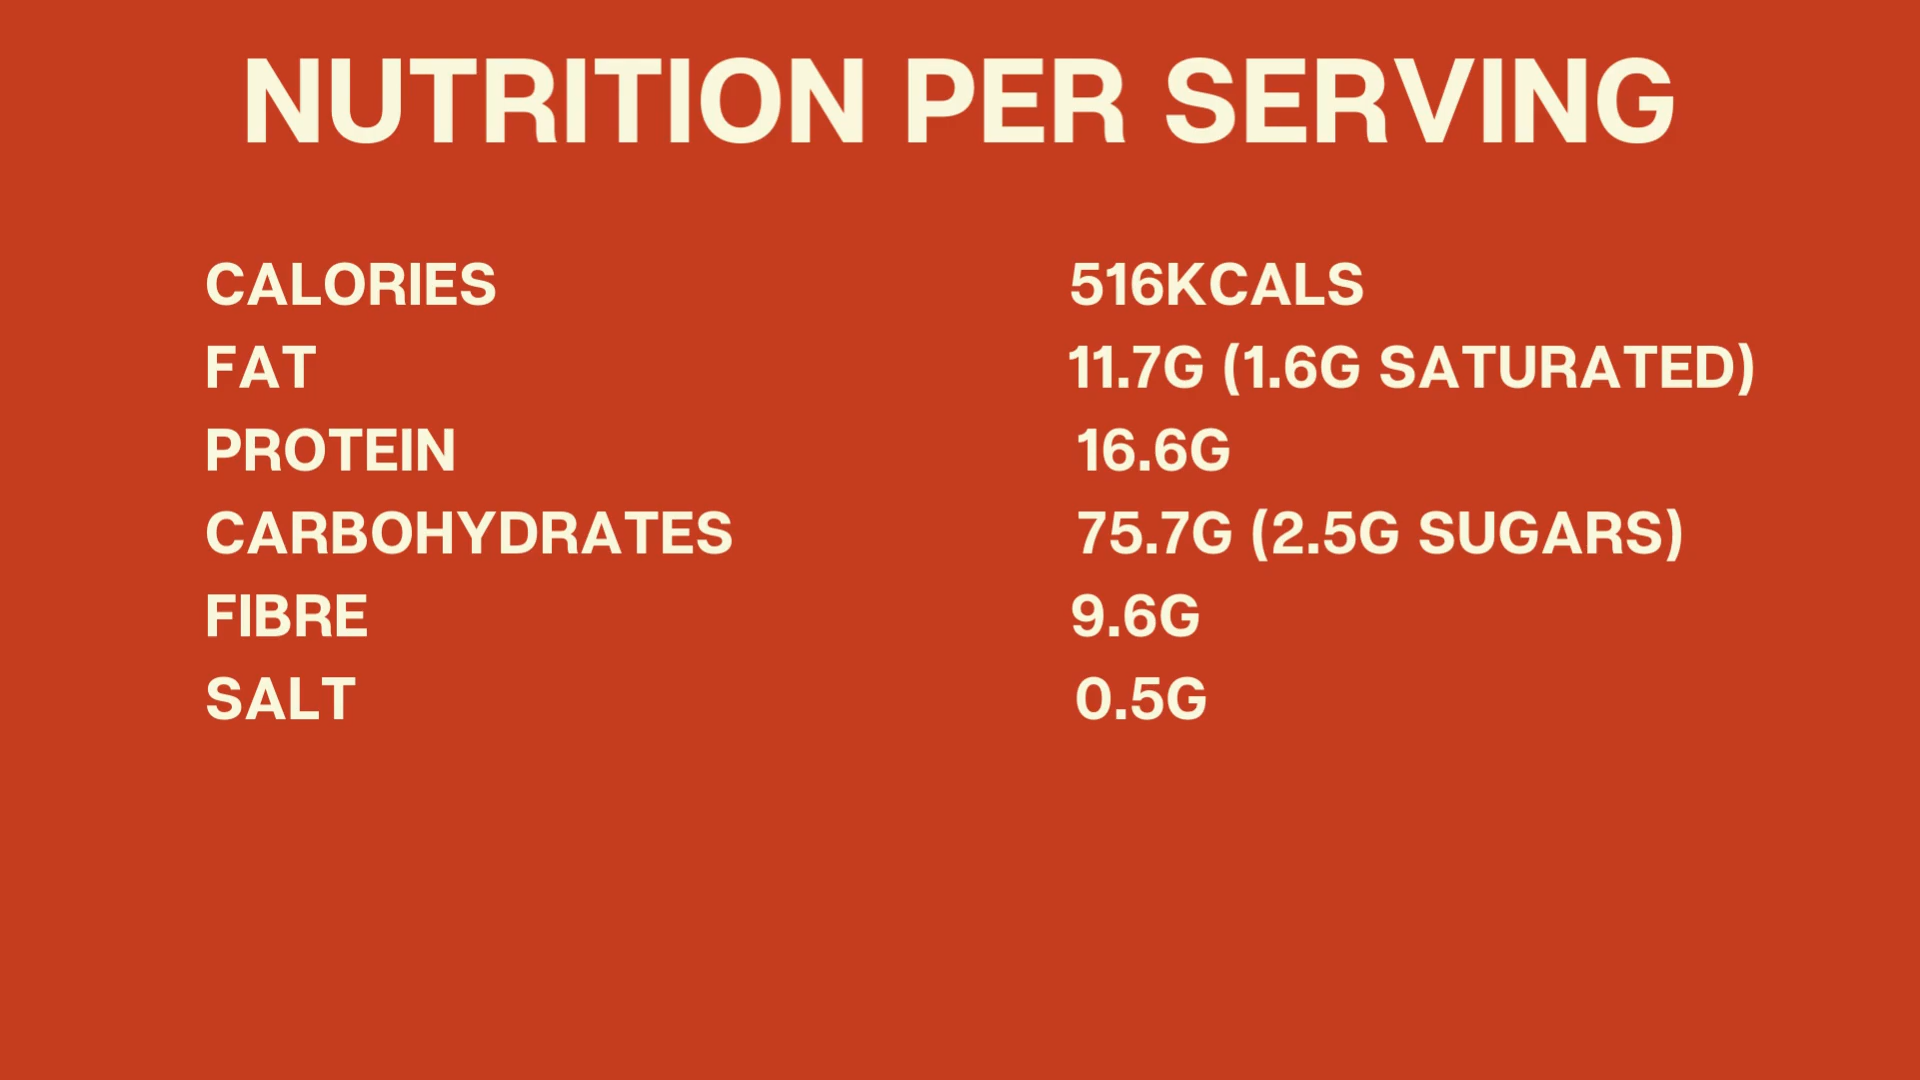 NUTRITION PER SERVING
CALORIES 516KCALS
FAT 11.7G (1.6G SATURATED)
PROTEIN 16.6G
CARBOHYDRATES 75.7G (2.5G SUGARS)
FIBRE 9.6G
SALT 0.5G